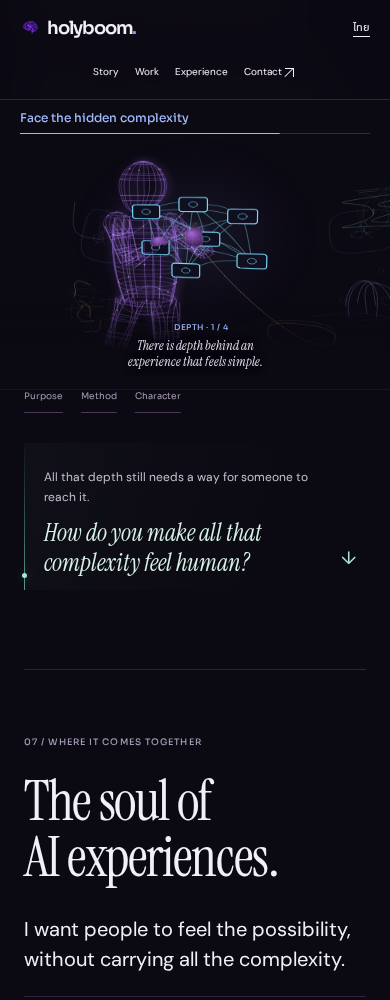 holyboom.
ไทย
Story Work Experience Contact
Face the hidden complexity
DEPTH · 1 / 4
There is depth behind an
experience that feels simple.
Purpose Method Character
All that depth still needs a way for someone to
reach it.
How do you make all that
complexity feel human?
07 / WHERE IT COMES TOGETHER
The soul of
AI experiences.
I want people to feel the possibility,
without carrying all the complexity.